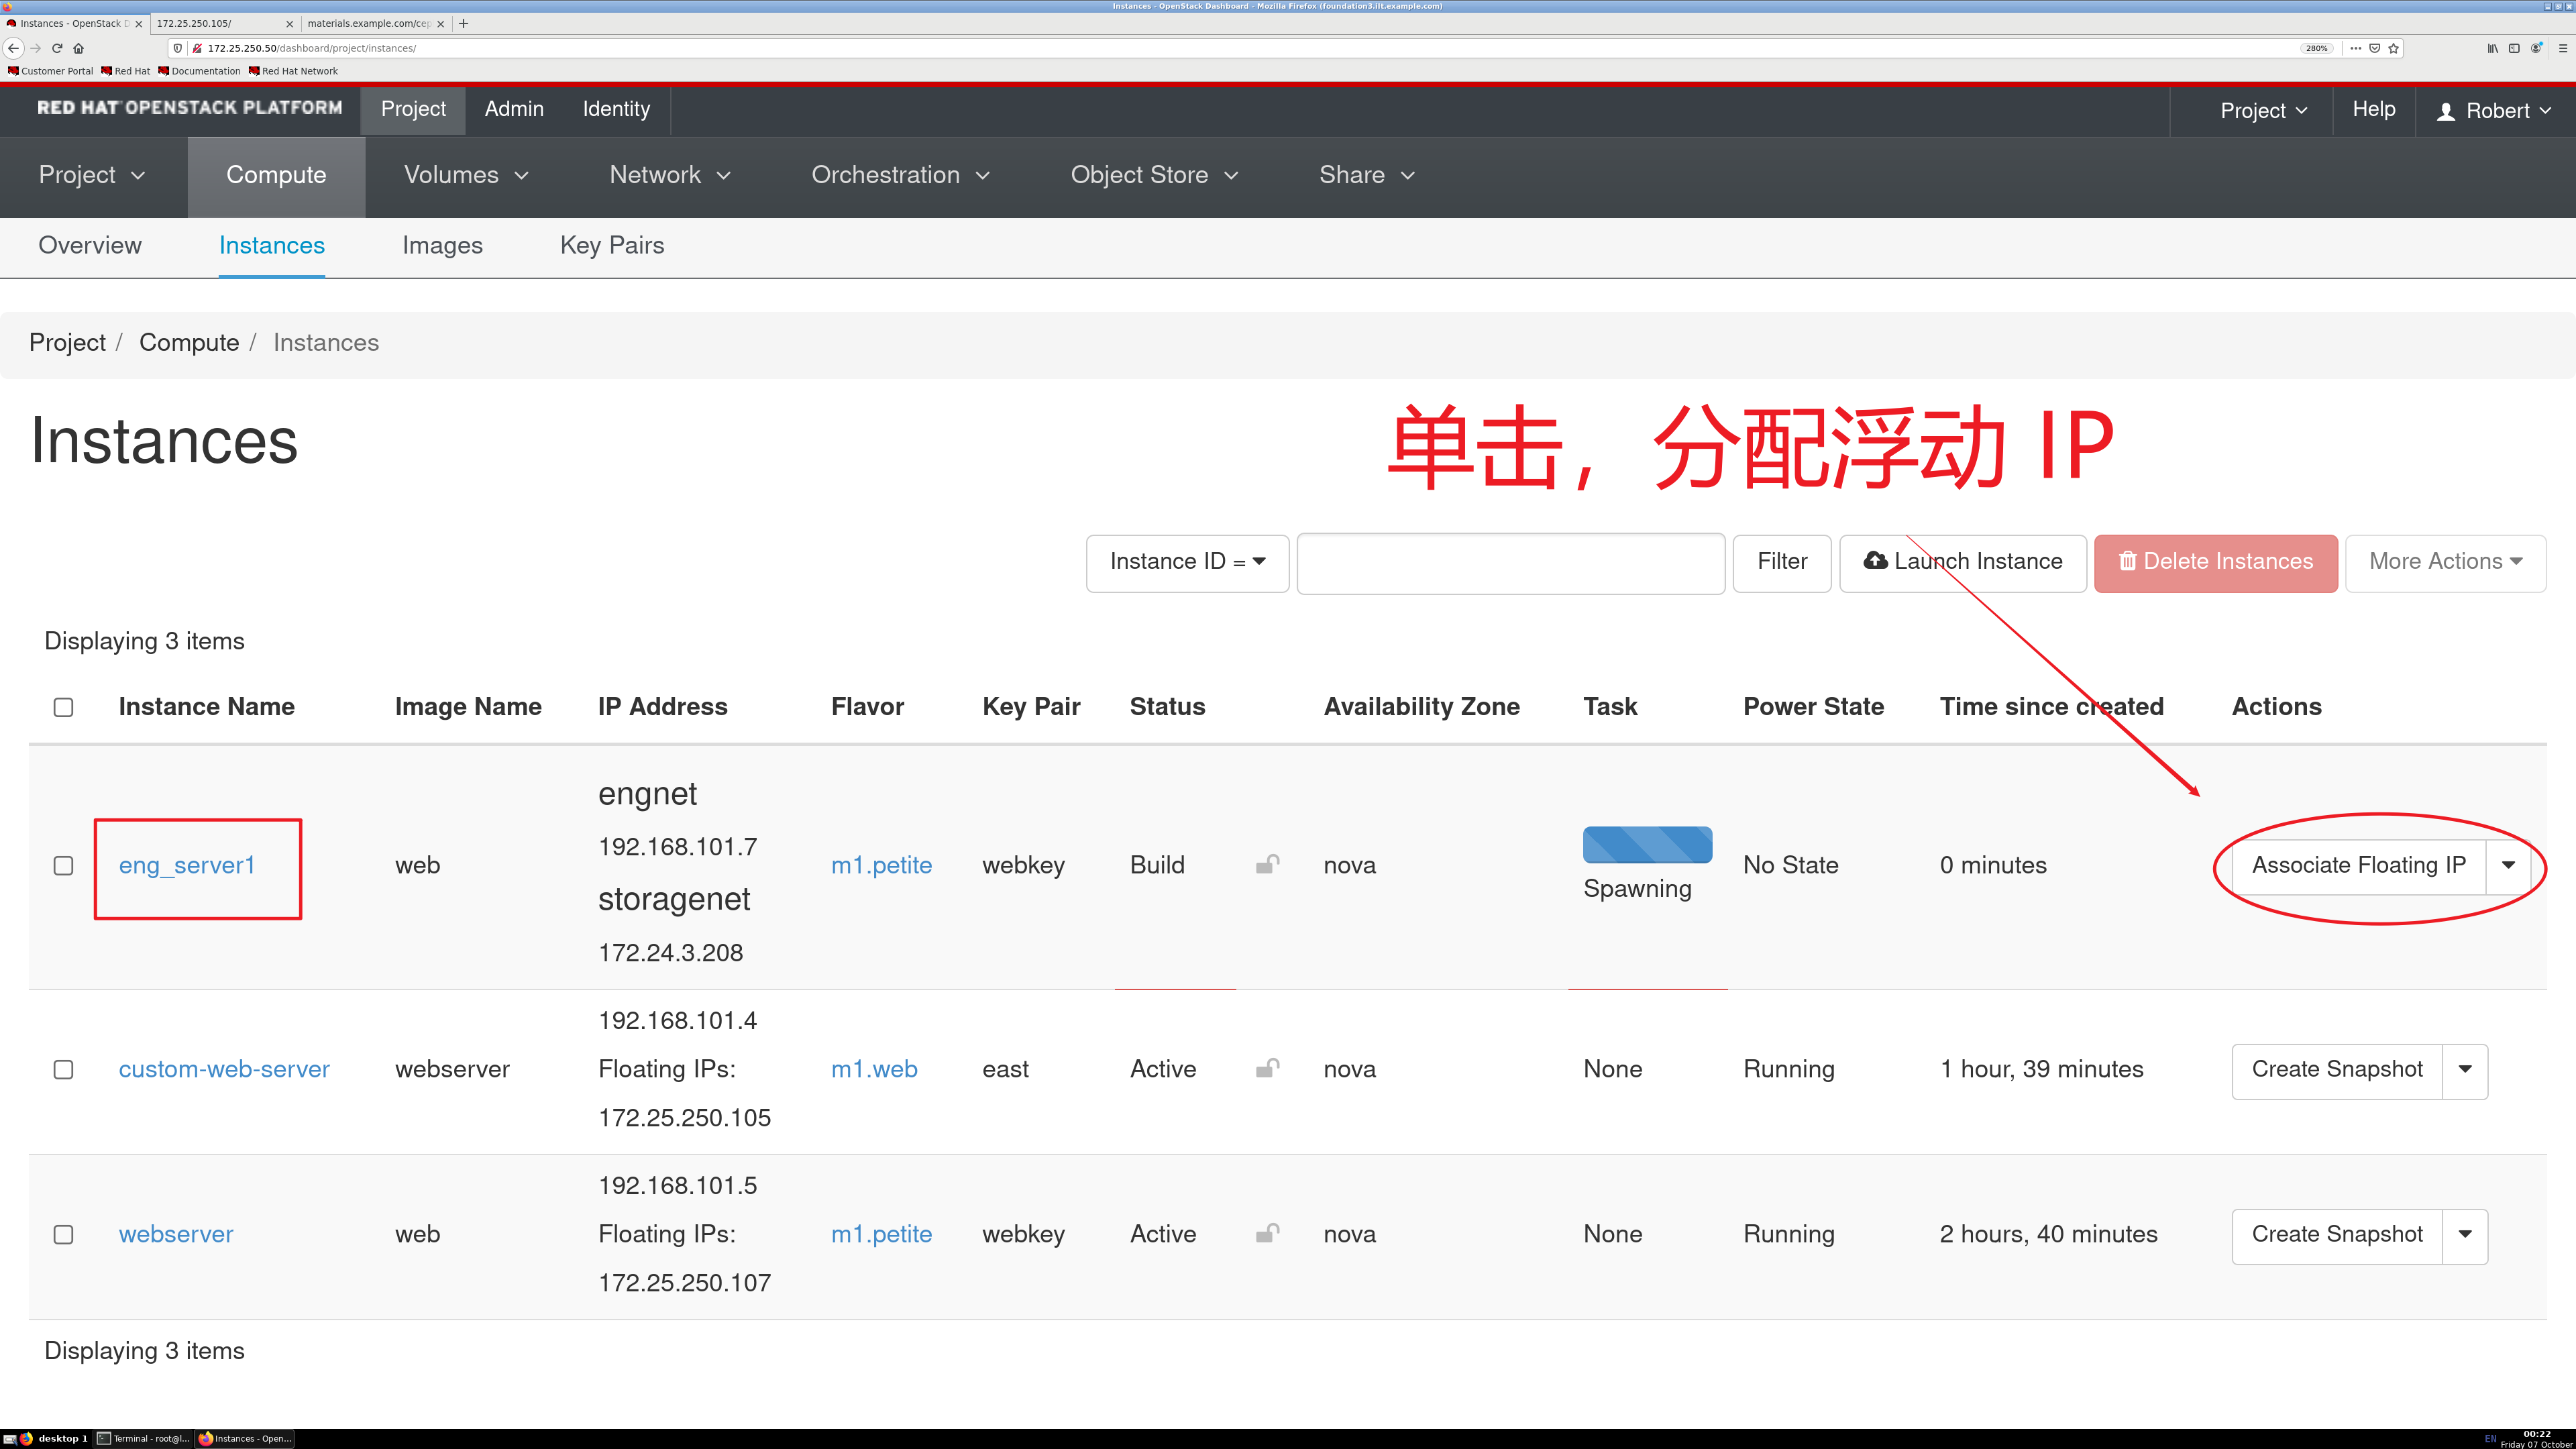 Instances - OpenStack Dashboard - Mozilla Firefox (foundation3.ilt.example.com)
Instances - OpenStack D
172.25.250.105/
materials.example.com/cep
172.25.250.50/dashboard/project/instances/
280%
Customer Portal
Red Hat
Documentation
Red Hat Network
RED HAT OPENSTACK PLATFORM
Project
Admin
Identity
Project
Help
Robert
Project
Compute
Volumes
Network
Orchestration
Object Store
Share
Overview
Instances
Images
Key Pairs
Project / Compute / Instances
Instances
单击，分配浮动 IP
Instance ID =
Filter
Launch Instance
Delete Instances
More Actions
Displaying 3 items
Instance Name
Image Name
IP Address
Flavor
Key Pair
Status
Availability Zone
Task
Power State
Time since created
Actions
eng_server1
web
engnet
192.168.101.7
storagenet
172.24.3.208
m1.petite
webkey
Build
nova
Spawning
No State
0 minutes
Associate Floating IP
custom-web-server
webserver
192.168.101.4
Floating IPs:
172.25.250.105
m1.web
east
Active
nova
None
Running
1 hour, 39 minutes
Create Snapshot
webserver
web
192.168.101.5
Floating IPs:
172.25.250.107
m1.petite
webkey
Active
nova
None
Running
2 hours, 40 minutes
Create Snapshot
Displaying 3 items
desktop 1
Terminal - root@l...
Instances - Open...
EN
00:22
Friday 07 October